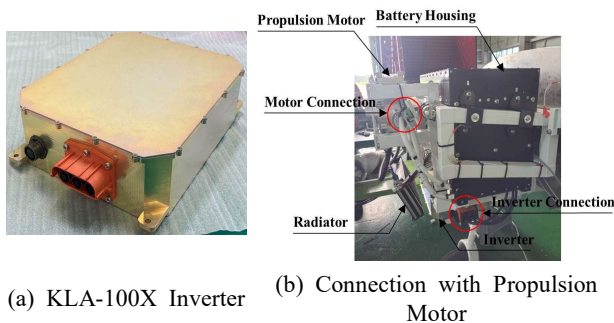 Propulsion Motor
Battery Housing
Motor Connection
Inverter Connection
Radiator
Inverter
(a) KLA-100X Inverter
(b) Connection with Propulsion
Motor